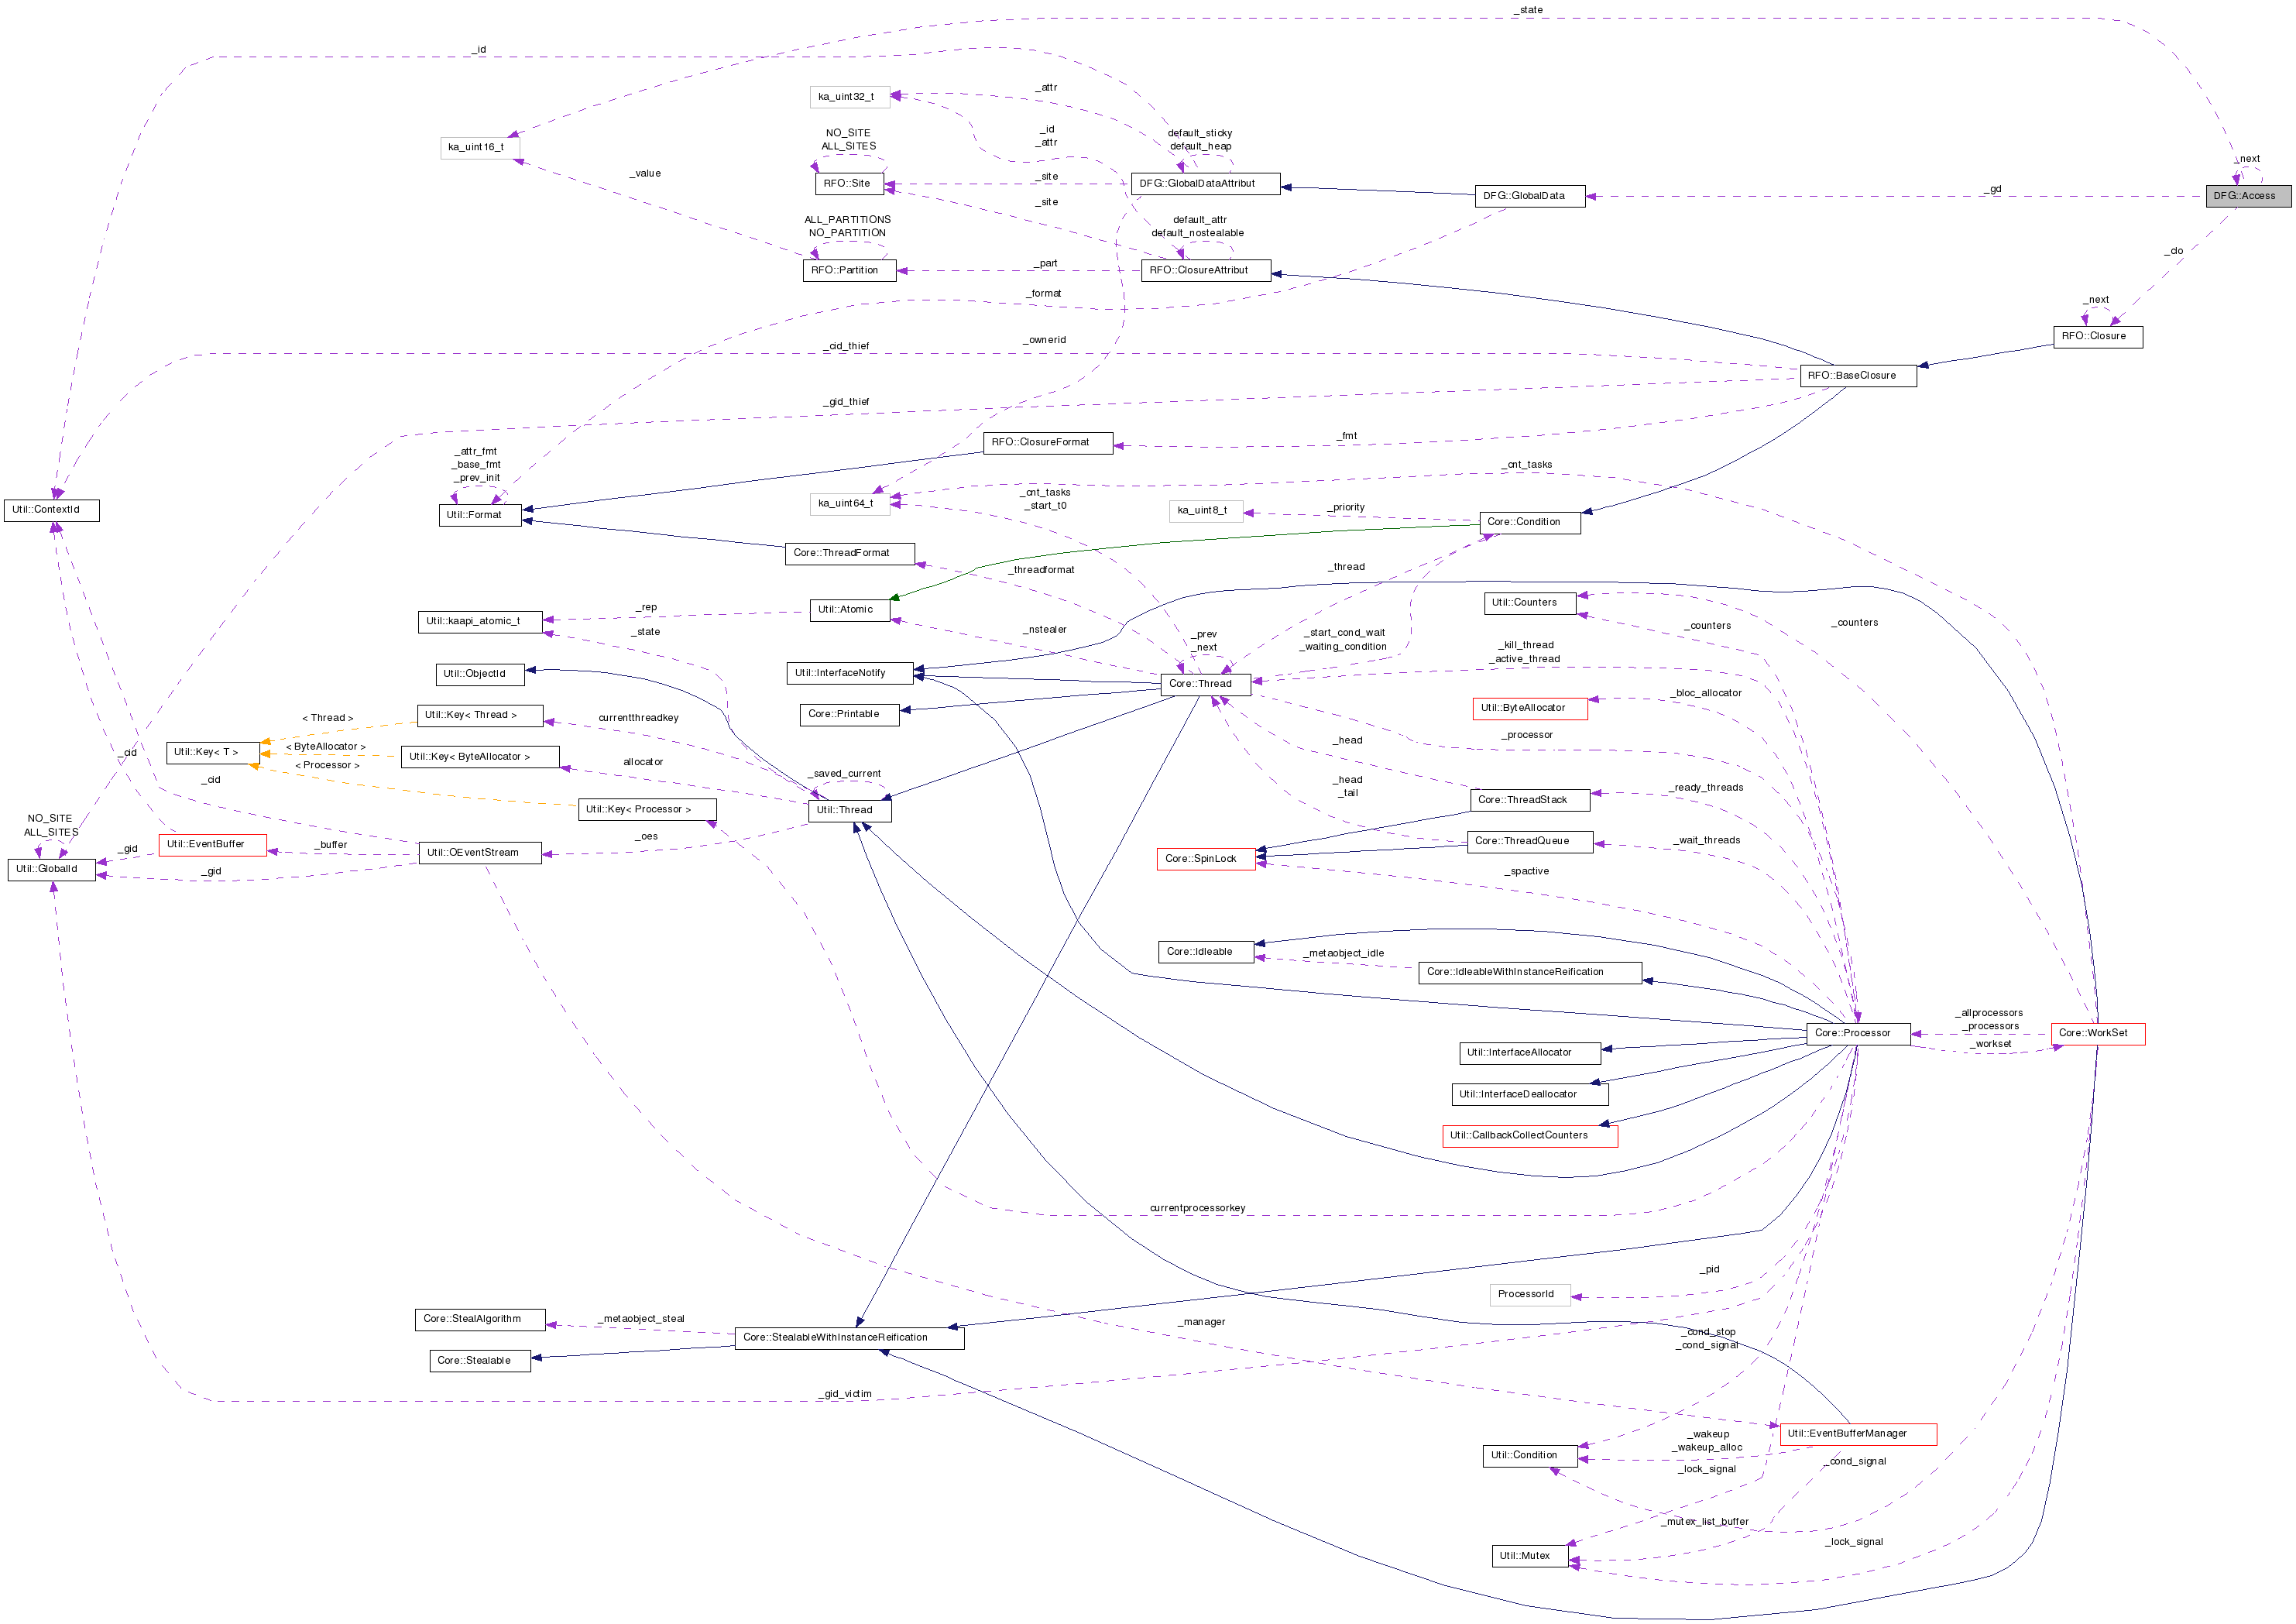 _state
_id
_attr
ka_uint32_t
_id
_attr
NO_SITE
ALL_SITES
default_sticky
default_heap
_next
ka_uint16_t
_value
RFO::Site
_site
DFG::GlobalDataAttribut
DFG::GlobalData
_gd
DFG::Access
_site
ALL_PARTITIONS
NO_PARTITION
default_attr
default_nostealable
_clo
RFO::Partition
_part
RFO::ClosureAttribut
_format
_next
RFO::Closure
_ownerid
_cid_thief
RFO::BaseClosure
_gid_thief
RFO::ClosureFormat
_fmt
_attr_fmt
_base_fmt
_prev_init
_cnt_tasks
_cnt_tasks
_start_t0
Util::ContextId
Util::Format
ka_uint64_t
ka_uint8_t
_priority
Core::Condition
Core::ThreadFormat
_threadformat
_thread
Util::kaapi_atomic_t
_rep
Util::Atomic
Util::Counters
_state
_nstealer
_prev
_next
_start_cond_wait
_waiting_condition
_counters
_counters
_kill_thread
_active_thread
Util::ObjectId
Util::InterfaceNotify
Core::Thread
Core::Printable
Util::ByteAllocator
_bloc_allocator
< Thread >
Util::Key< Thread >
currentthreadkey
_processor
Util::Key< T >
< ByteAllocator >
Util::Key< ByteAllocator >
allocator
_head
_cid
< Processor >
_cid
_saved_current
Util::Key< Processor >
Util::Thread
_head
_tail
Core::ThreadStack
_ready_threads
NO_SITE
ALL_SITES
_oes
Util::EventBuffer
_buffer
Util::OEventStream
_gid
_gid
Util::GlobalId
Core::ThreadQueue
_wait_threads
Core::SpinLock
_spactive
Core::Idleable
_metaobject_idle
Core::IdleableWithInstanceReification
_allprocessors
_processors
_workset
Core::Processor
Core::WorkSet
Util::InterfaceAllocator
Util::InterfaceDeallocator
Util::CallbackCollectCounters
currentprocessorkey
_pid
ProcessorId
Core::StealAlgorithm
_metaobject_steal
Core::StealableWithInstanceReification
Core::Stealable
_manager
_cond_stop
_cond_signal
_gid_victim
Util::EventBufferManager
Util::Condition
_wakeup
_wakeup_alloc
_cond_signal
_lock_signal
_mutex_list_buffer
_lock_signal
Util::Mutex